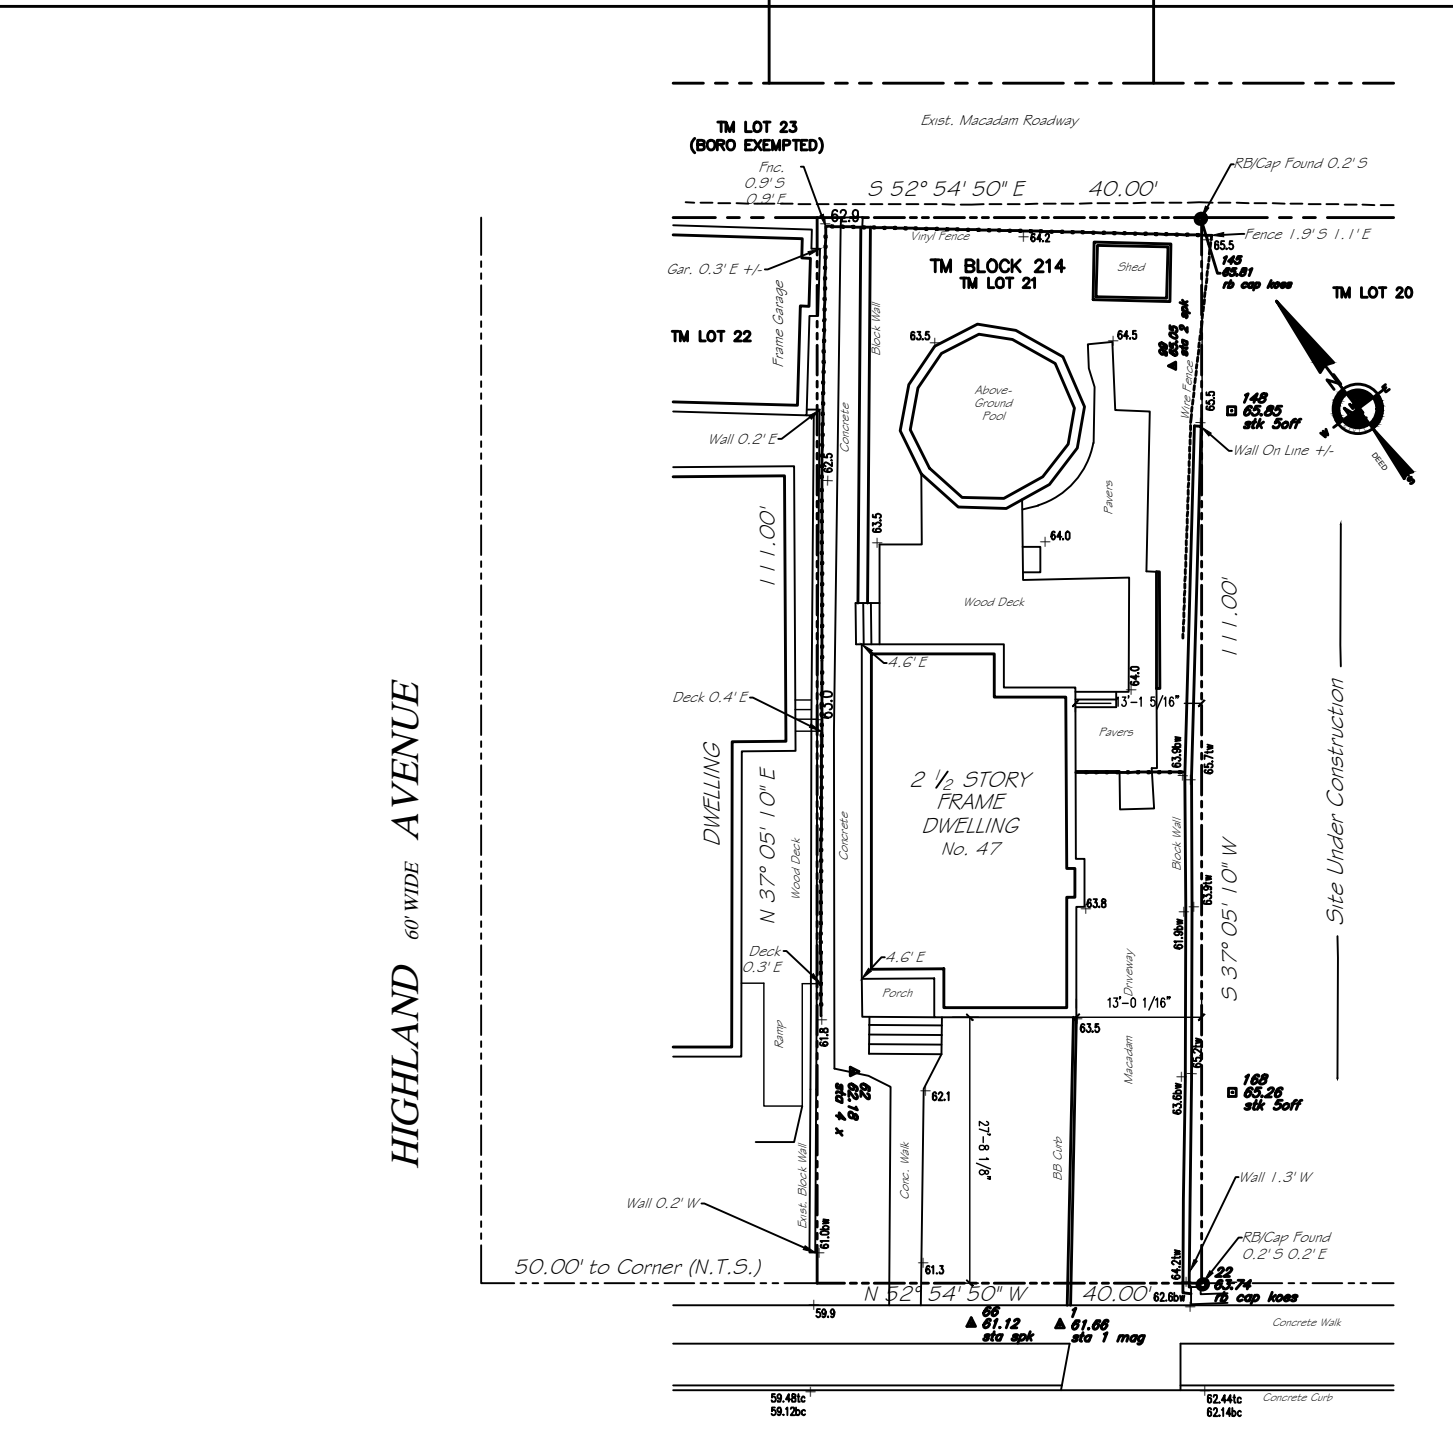 Exist. Macadam Roadway
TM LOT 23
(BORO EXEMPTED)
Fnc.
0.9' S
0.9' E
S 52° 54' 50" E 40.00'
RB/Cap Found 0.2' S
62.9
Vinyl Fence
64.2
65.5
Fence 1.9' S 1.1' E
145
65.81
rb cap koes
Gar. 0.3' E +/-
TM BLOCK 214
TM LOT 21
Shed
TM LOT 20
Frame Garage
TM LOT 22
Block Wall
63.5
64.5
99
65.05
sta 2 spk
Wire Fence
65.5
148
65.85
stk 5off
N
E
W
S
DEED
Above-
Ground
Pool
Wall 0.2' E
Concrete
62.5
Wall On Line +/-
Pavers
63.5
64.0
111.00'
Wood Deck
111.00'
4.6' E
64.0
Deck 0.4' E
63.0
13'-1 5/16"
Pavers
63.9bw
65.7tw
HIGHLAND 60' WIDE AVENUE
DWELLING
N 37° 05' 10" E
Wood Deck
Concrete
2 1/2 STORY
FRAME
DWELLING
No. 47
Block Wall
63.9tw
61.9bw
63.8
S 37° 05' 10" W
Site Under Construction
Deck
0.3' E
4.6' E
Porch
Driveway
13'-0 1/16"
Ramp
61.8
63.5
Macadam
65.2tw
63.6bw
168
65.26
stk 5off
62
62.18
sta 4 x
62.1
27'-8 1/8"
BB Curb
Conc. Walk
Exist. Block Wall
Wall 0.2' W
61.0bw
Wall 1.3' W
RB/Cap Found
0.2' S 0.2' E
61.3
64.2tw
22
63.74
rb cap koes
50.00' to Corner (N.T.S.)
N 52° 54' 50" W 40.00'
62.6bw
59.9
66
61.12
sta spk
1
61.66
sta 1 mag
Concrete Walk
59.48tc
59.12bc
62.44tc
62.14bc
Concrete Curb